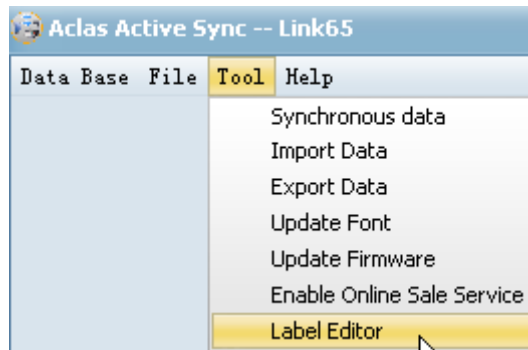 Aclas Active Sync -- Link65
Data Base File Tool Help
Synchronous data
Import Data
Export Data
Update Font
Update Firmware
Enable Online Sale Service
Label Editor